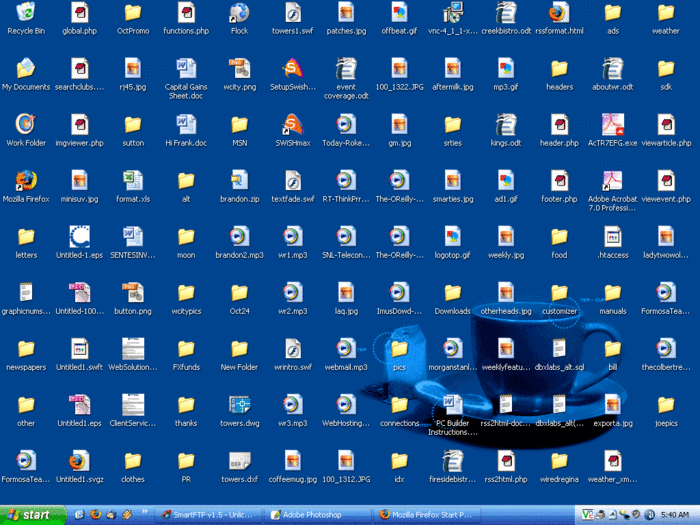 Recycle Bin
global.php
OctPromo
functions.php
Flock
towers1.swf
patches.jpg
offbeat.gif
vnc-4_1_1-x...
creekbistro.odt
rssformat.html
ads
weather
My Documents
searchclubs....
rj45.jpg
Capital Gains
Sheet.doc
wcity.png
SetupSwish...
event
coverage.odt
100_1322.JPG
aftermilk.jpg
mp3.gif
headers
aboutwr.odt
sdk
Work Folder
imgviewer.php
sutton
Hi Frank.doc
MSN
SWiSHmax
Today-Roke...
gm.jpg
srties
kings.odt
header.php
AcTR7EFG.exe
viewarticle.php
Mozilla Firefox
minisuv.jpg
format.xls
alt
brandon.zip
textfade.swf
RT-ThinkPrr...
The-OReilly-...
smarties.jpg
ad1.gif
footer.php
Adobe Acrobat
7.0 Professi...
viewevent.php
letters
Untitled-1.eps
SENTESINV...
moon
brandon2.mp3
wr1.mp3
SNL-Telecon...
The-OReilly-...
logotop.gif
weekly.jpg
food
.htaccess
ladytwowol...
graphicnums...
Untitled-100...
button.png
wcitypics
Oct24
wr2.mp3
laq.jpg
ImusDowd-...
Downloads
otherheads.jpg
customizer
manuals
FormosaTea...
newspapers
Untitled1.swft
WebSolution...
FXfunds
New Folder
wrintro.swf
webmail.mp3
pics
morganstanl...
weeklyfeatu...
dbxlabs_alt.sql
bill
thecolbertre...
other
Untitled1.eps
ClientServic...
thanks
towers.dwg
wr3.mp3
WebHosting...
connections
PC Builder
Instructions....
rss2html-doc...
dbxlabs_alt(...
exporta.jpg
joepics
FormosaTea...
Untitled1.svgz
clothes
PR
towers.dxf
coffeemug.jpg
100_1312.JPG
idx
firesidebistr...
rss2html.php
wiredregina
weather_xm...
start
SmartFTP v1.5 - Unlic...
Adobe Photoshop
Mozilla Firefox Start P...
5:40 AM